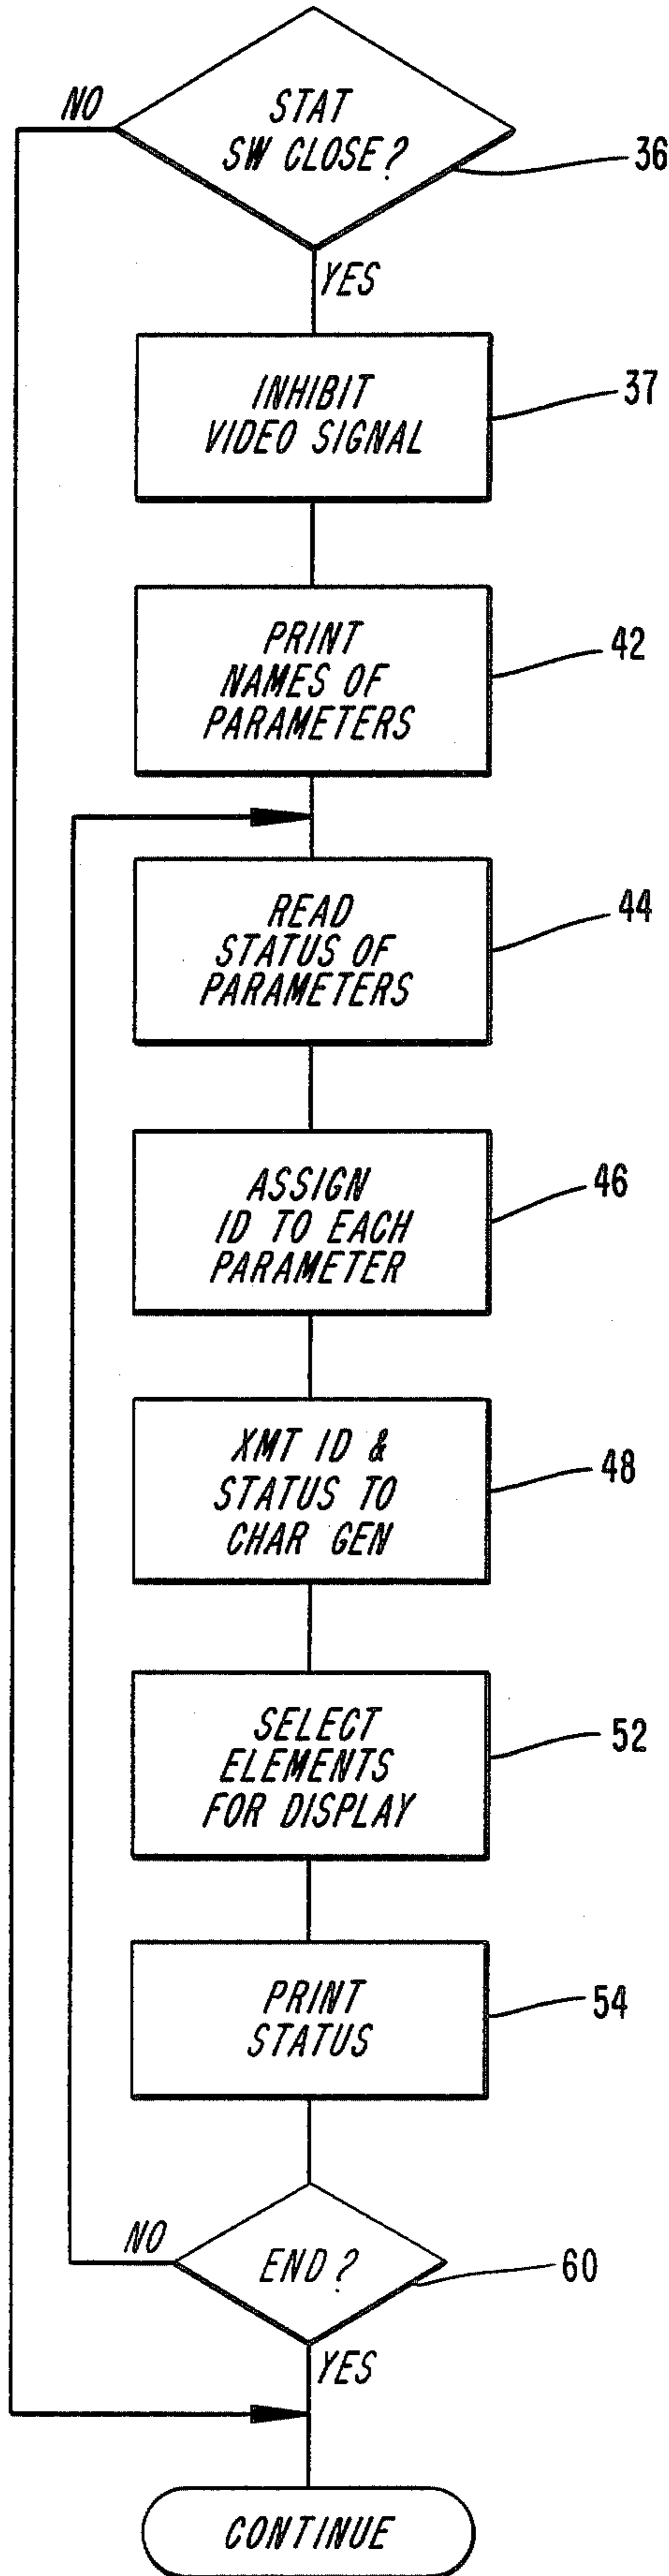 NO
STAT
SW CLOSE?
36
YES
INHIBIT
VIDEO SIGNAL
37
PRINT
NAMES OF
PARAMETERS
42
READ
STATUS OF
PARAMETERS
44
ASSIGN
ID TO EACH
PARAMETER
46
XMT ID &
STATUS TO
CHAR GEN
48
SELECT
ELEMENTS
FOR DISPLAY
52
PRINT
STATUS
54
NO
END?
60
YES
CONTINUE